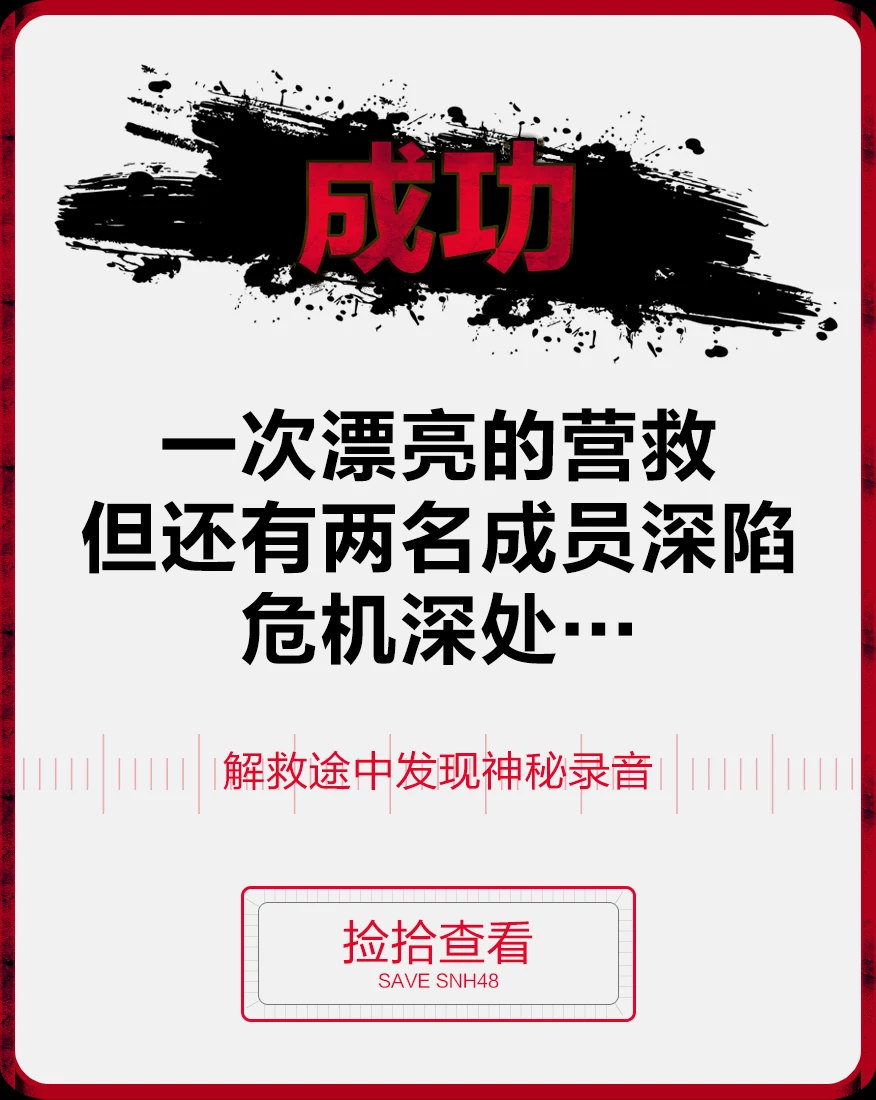 成功
一次漂亮的营救
但还有两名成员深陷
危机深处…
解救途中发现神秘录音
捡拾查看
SAVE SNH48